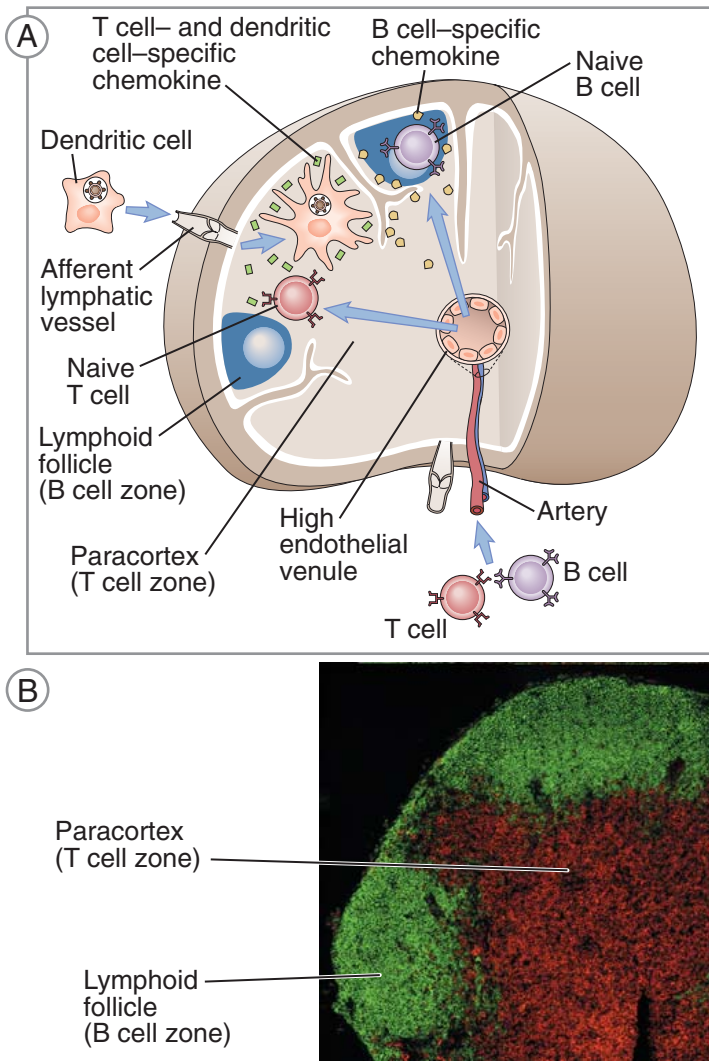 A
T cell– and dendritic
cell–specific
chemokine
B cell–specific
chemokine
Naive
B cell
Dendritic cell
Afferent
lymphatic
vessel
Naive
T cell
Lymphoid
follicle
(B cell zone)
Paracortex
(T cell zone)
High
endothelial
venule
Artery
B cell
T cell
B
Paracortex
(T cell zone)
Lymphoid
follicle
(B cell zone)